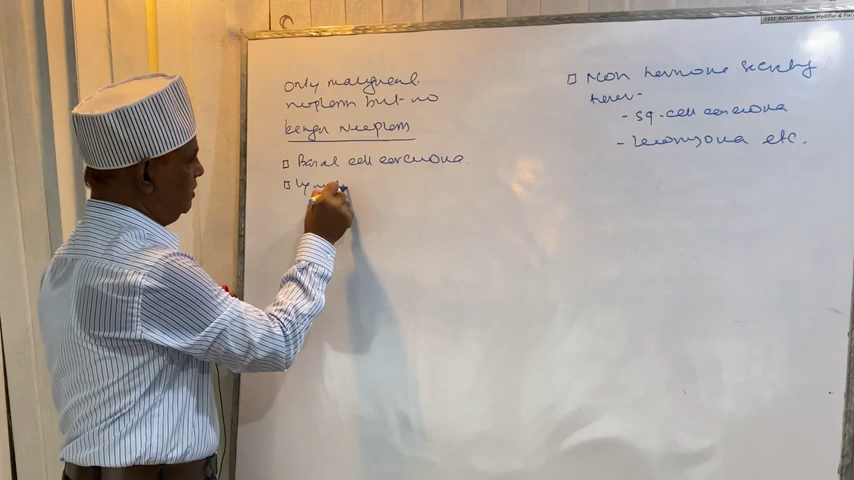 only malignant
neoplasm but no
benign neoplasm
Basal cell carcinoma.
Lym
Non hormone secreting
tumor-
- sq-cell carcinoma
- leiomyoma etc.